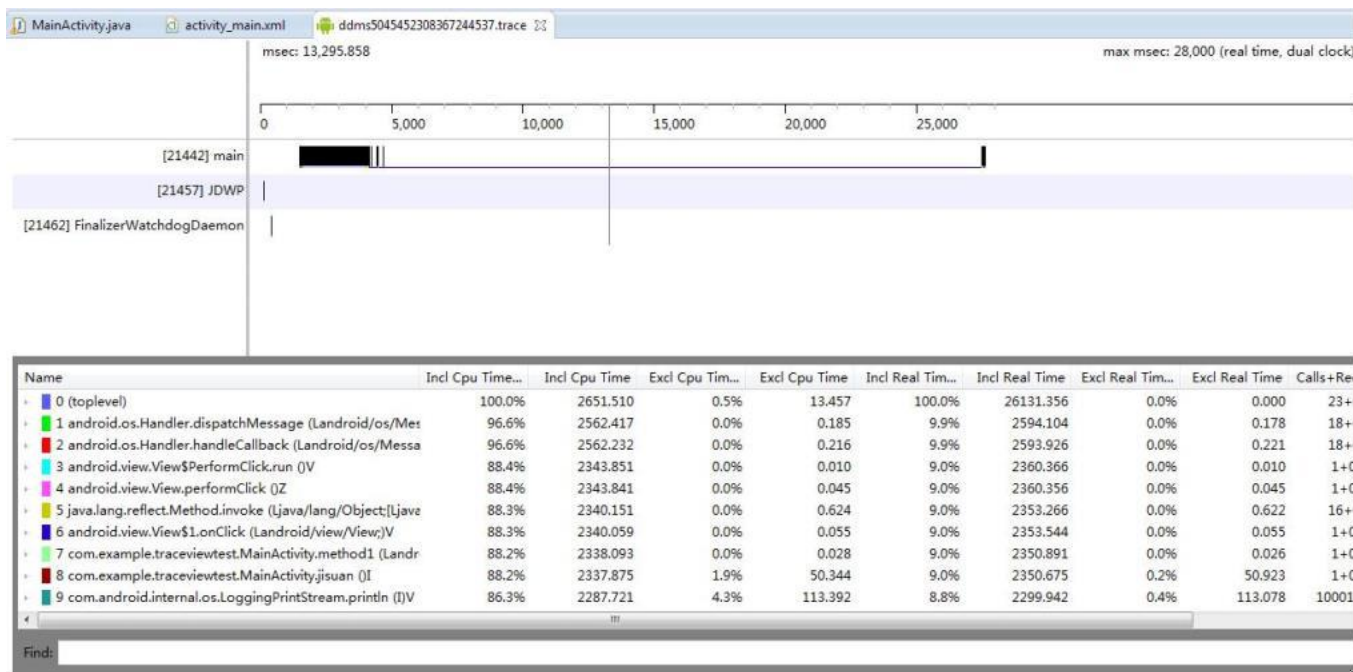 MainActivity.java activity_main.xml ddms5045452308367244537.trace
msec: 13,295.858 max msec: 28,000 (real time, dual clock)
0 5,000 10,000 15,000 20,000 25,000
[21442] main
[21457] JDWP
[21462] FinalizerWatchdogDaemon
Name Incl Cpu Time... Incl Cpu Time Excl Cpu Tim... Excl Cpu Time Incl Real Tim... Incl Real Time Excl Real Tim... Excl Real Time Calls+Re
0 (toplevel) 100.0% 2651.510 0.5% 13.457 100.0% 26131.356 0.0% 0.000 23+
1 android.os.Handler.dispatchMessage (Landroid/os/Mes 96.6% 2562.417 0.0% 0.185 9.9% 2594.104 0.0% 0.178 18+
2 android.os.Handler.handleCallback (Landroid/os/Messa 96.6% 2562.232 0.0% 0.216 9.9% 2593.926 0.0% 0.221 18+
3 android.view.View$PerformClick.run ()V 88.4% 2343.851 0.0% 0.010 9.0% 2360.366 0.0% 0.010 1+0
4 android.view.View.performClick ()Z 88.4% 2343.841 0.0% 0.045 9.0% 2360.356 0.0% 0.045 1+0
5 java.lang.reflect.Method.invoke (Ljava/lang/Object;[Ljava 88.3% 2340.151 0.0% 0.624 9.0% 2353.266 0.0% 0.622 16+
6 android.view.View$1.onClick (Landroid/view/View;)V 88.3% 2340.059 0.0% 0.055 9.0% 2353.544 0.0% 0.055 1+0
7 com.example.traceviewtest.MainActivity.method1 (Landr 88.2% 2338.093 0.0% 0.028 9.0% 2350.891 0.0% 0.026 1+0
8 com.example.traceviewtest.MainActivity.jisuan ()I 88.2% 2337.875 1.9% 50.344 9.0% 2350.675 0.2% 50.923 1+0
9 com.android.internal.os.LoggingPrintStream.println (I)V 86.3% 2287.721 4.3% 113.392 8.8% 2299.942 0.4% 113.078 10001
Find: